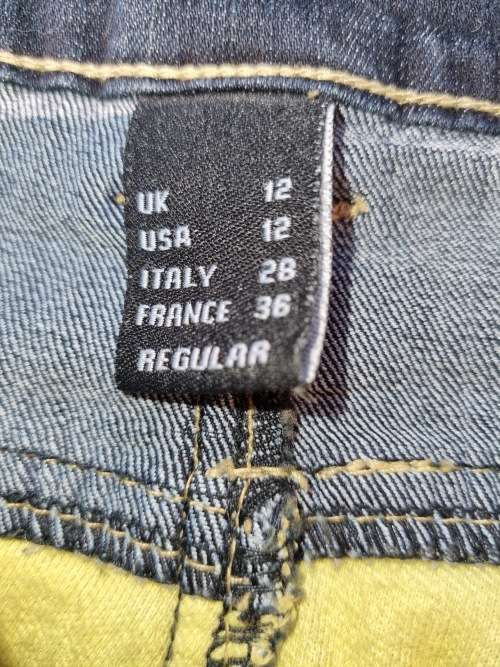 UK 12
USA 12
ITALY 28
FRANCE 36
REGULAR